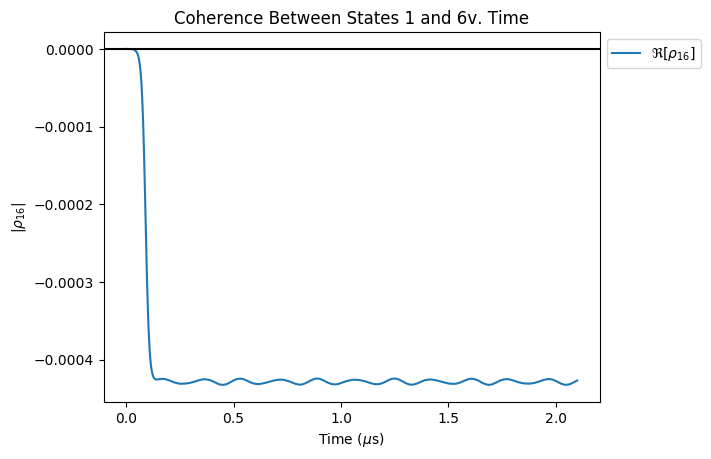 Coherence Between States 1 and 6v. Time
ℜ[ρ₁₆]
0.0000
−0.0001
−0.0002
−0.0003
−0.0004
|ρ₁₆|
0.0
0.5
1.0
1.5
2.0
Time (μs)